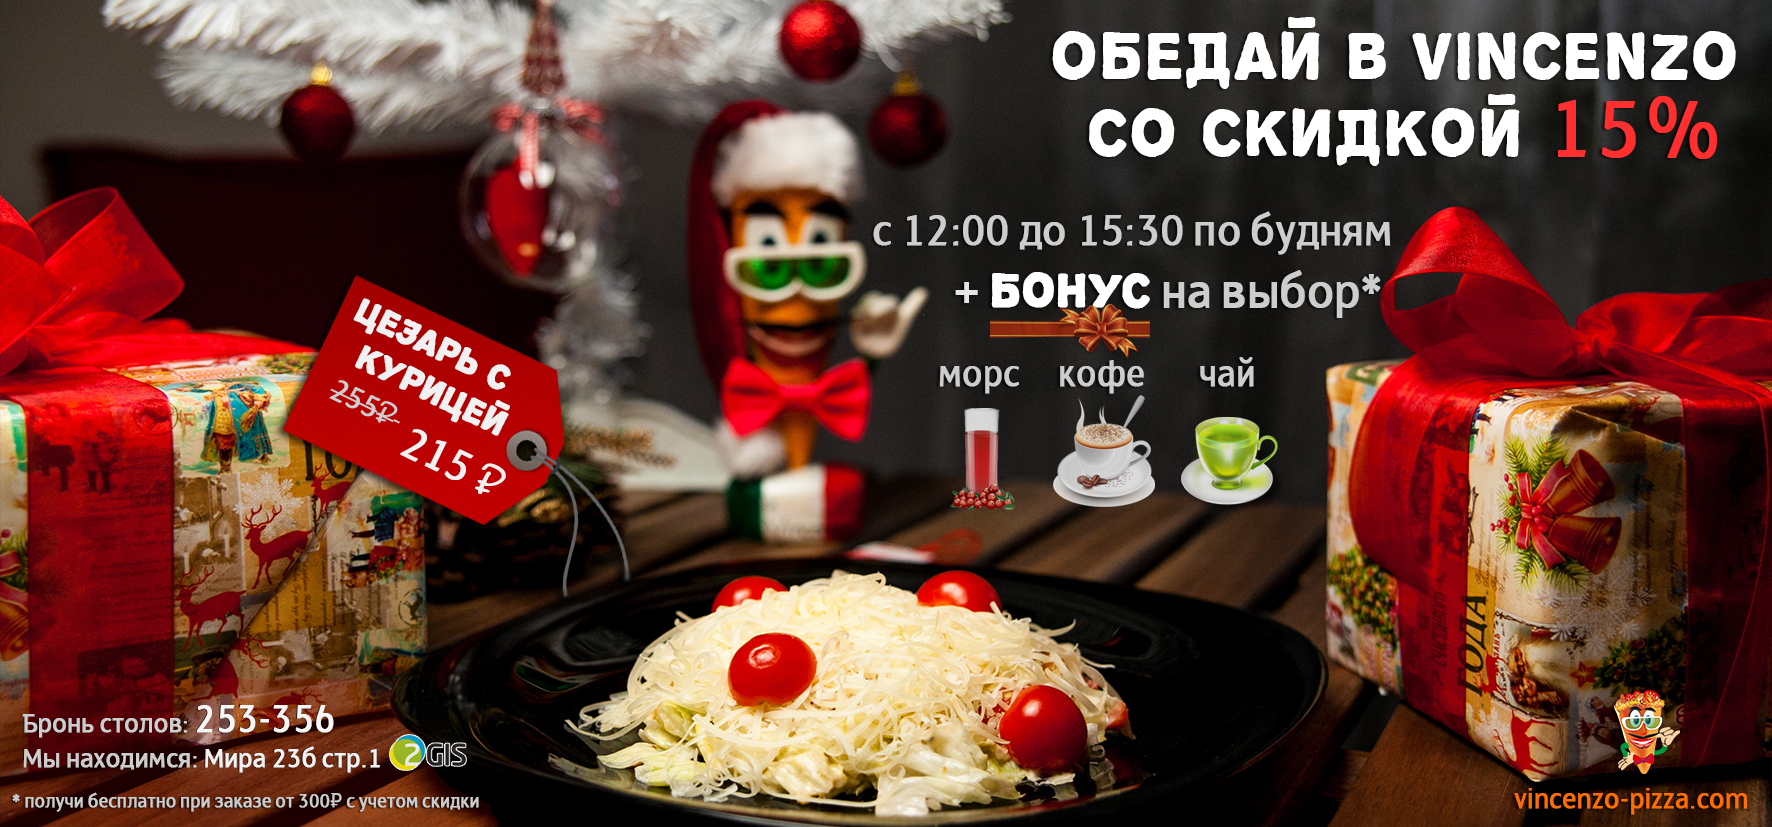 ОБЕДАЙ В VINCENZO
СО СКИДКОЙ 15%
с 12:00 до 15:30 по будням
+ БОНУС на выбор*
морс кофе чай
ЦЕЗАРЬ С
КУРИЦЕЙ
255₽
215 ₽
ГОДА
Бронь столов: 253-356
Мы находимся: Мира 23б стр.1 2GIS
* получи бесплатно при заказе от 300₽ с учетом скидки
vincenzo-pizza.com